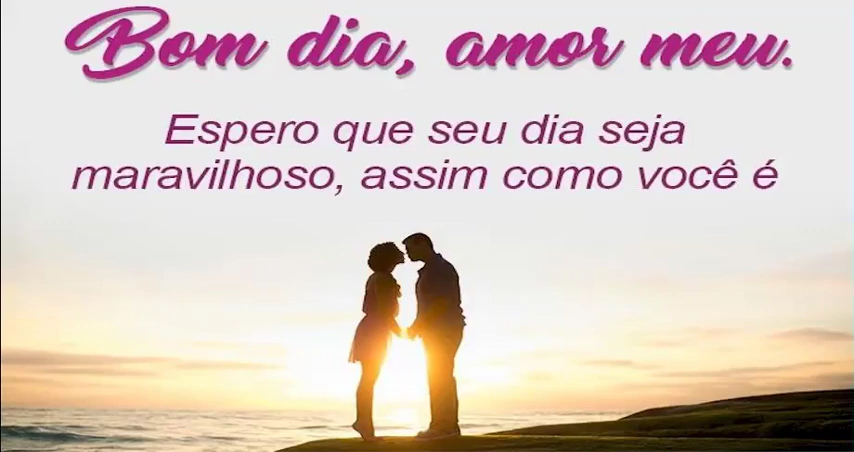 Bom dia, amor meu.
Espero que seu dia seja
maravilhoso, assim como você é